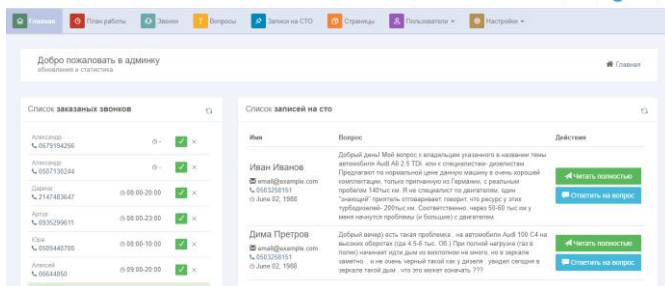 Главная План работы Звонки Вопросы Записи на СТО Страницы Пользователи Настройки
Добро пожаловать в админку
обновления и статистика
Главная
Список заказаных звонков
Александр
0679194256
Александр
0507138244
Дарина
2147483647
08:00-20:00
Артур
0935299611
08:00-23:00
Юра
0509440700
08:00-10:00
Алексей
06644050
09:00-20:00
Список записей на сто
Имя Вопрос Действия
Иван Иванов
email@example.com
0503258151
June 02, 1988
Добрый день! Мой вопрос к владельцам указанного в названии темы
автомобиля Audi A6 2.5 TDI, или к специалистам- дизелистам.
Предлагают по нормальной цене данную машину в очень хорошей
комплектации, только пригнанную из Германии, с реальным
пробегом 140тыс км. Я не специалист по двигателям, один
"знающий" приятель отговаривает, говорит, что ресурс у этих
турбодизелей- 200тыс км. Соответственно, через 50-60 тыс км у
меня начнутся проблемы (и большие) с двигателем.
Читать полностью
Ответить на вопрос
Дима Претров
email@example.com
0503258151
June 02, 1988
Добрый вечер) есть такая проблемка . на автомобили Audi 100 C4 на
высоких оборотах (где 4.5-6 тыс. Об.) При полной нагрузке (газ в
полик) начинает идти дым из выхлопной не много, но в зеркале
заметно . и не очень черный такой как у дизеля . увидел сегодня в
зеркале такой дым . что это может означать ???
Читать полностью
Ответить на вопрос